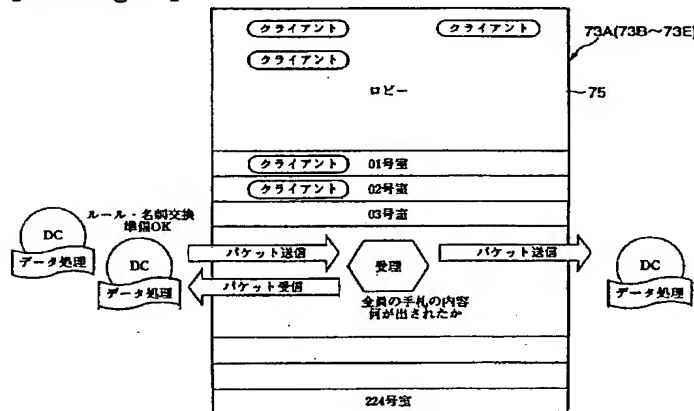 クライアント
クライアント
73A(73B～73E)
クライアント
ロビー
75
クライアント 01号室
クライアント 02号室
03号室
ルール・名刺交換
準備OK
DC
データ処理
DC
データ処理
パケット送信
パケット受信
受理
全員の手札の内容
何が出されたか
パケット送信
DC
データ処理
224号室